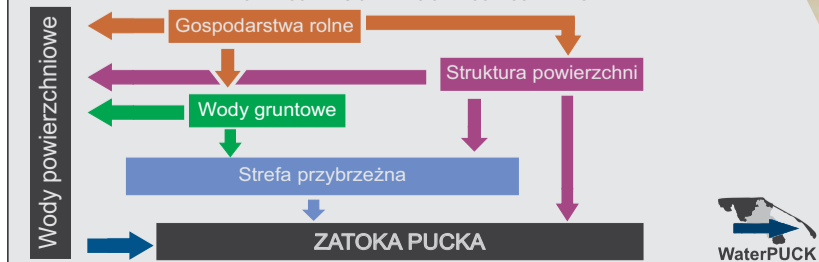 Wody powierzchniowe
Gospodarstwa rolne
Struktura powierzchni
Wody gruntowe
Strefa przybrzeżna
ZATOKA PUCKA
WaterPUCK